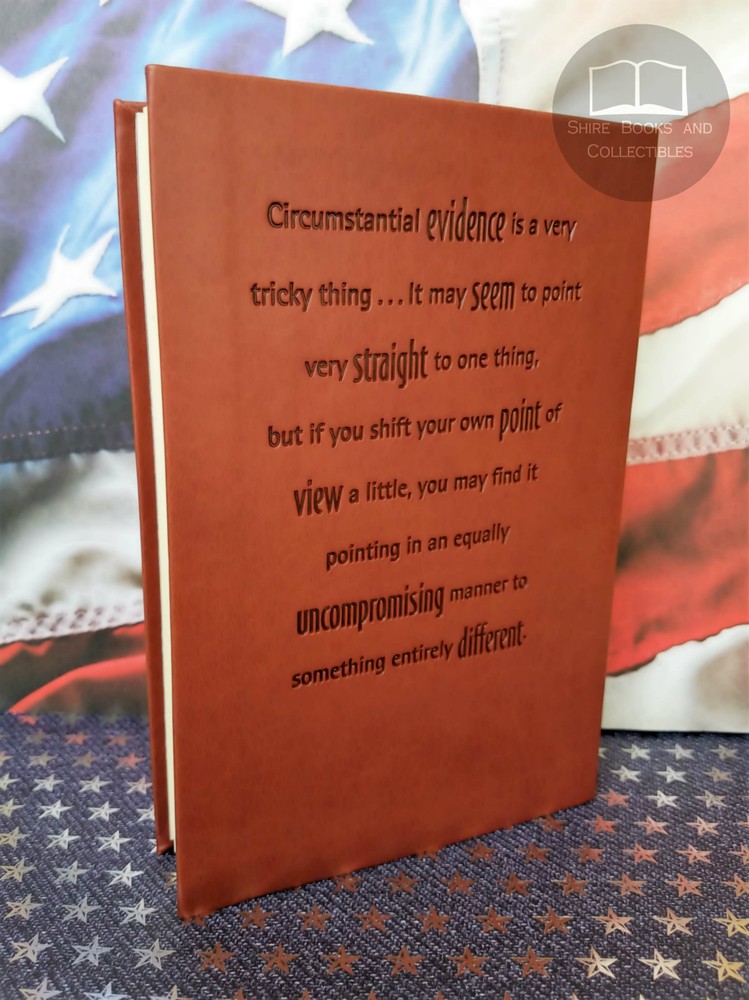 Shire Books and
Collectibles
Circumstantial evidence is a very
tricky thing ... It may seem to point
very straight to one thing,
but if you shift your own point of
view a little, you may find it
pointing in an equally
uncompromising manner to
something entirely different.